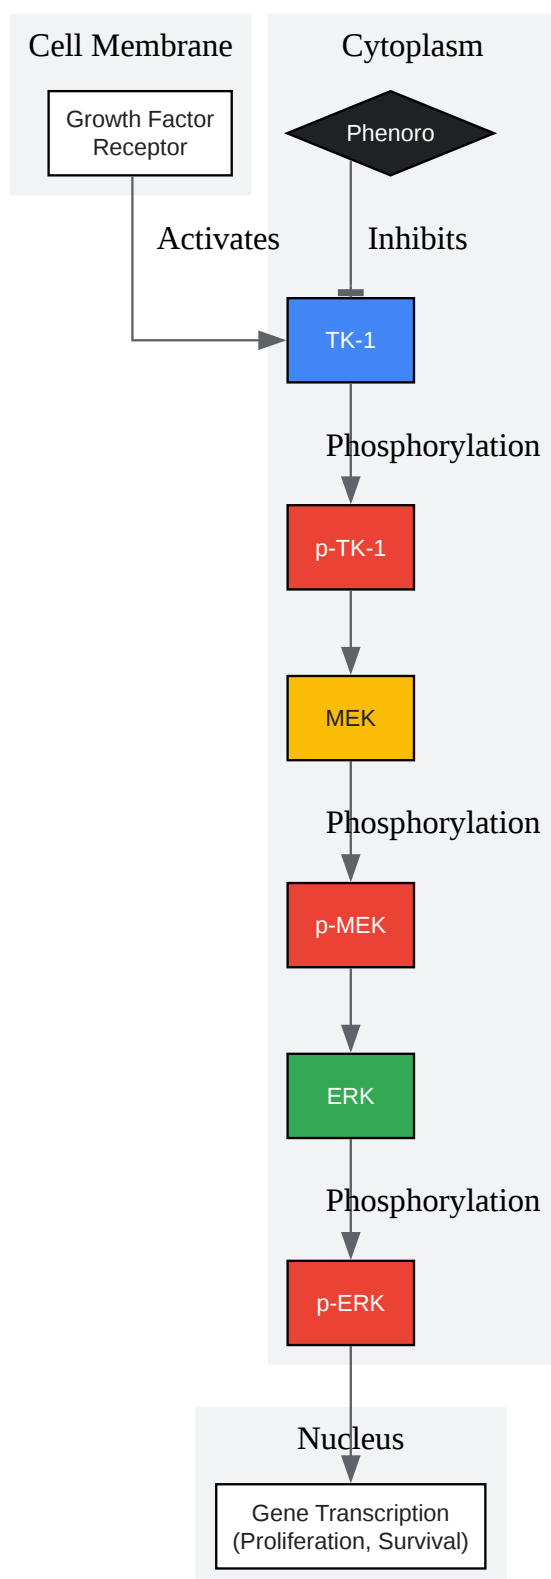 Cell Membrane
Cytoplasm
Growth Factor
Receptor
Phenoro
Activates
Inhibits
TK-1
Phosphorylation
p-TK-1
MEK
Phosphorylation
p-MEK
ERK
Phosphorylation
p-ERK
Nucleus
Gene Transcription
(Proliferation, Survival)